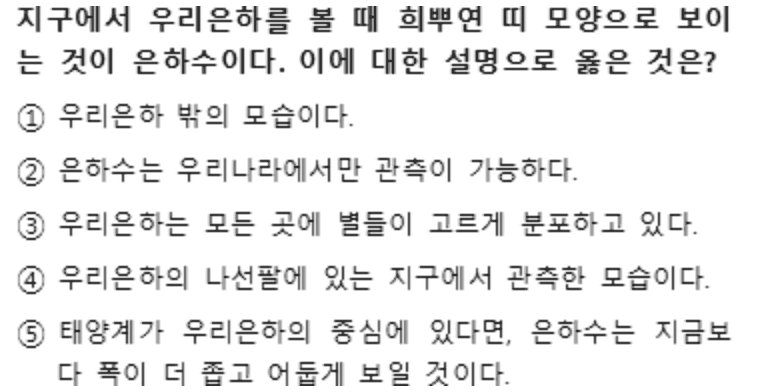 지구에서 우리은하를 볼 때 희뿌연 띠 모양으로 보이
는 것이 은하수이다. 이에 대한 설명으로 옳은 것은?
① 우리은하 밖의 모습이다.
② 은하수는 우리나라에서만 관측이 가능하다.
③ 우리은하는 모든 곳에 별들이 고르게 분포하고 있다.
④ 우리은하의 나선팔에 있는 지구에서 관측한 모습이다.
⑤ 태양계가 우리은하의 중심에 있다면, 은하수는 지금보
다 폭이 더 좁고 어둡게 보일 것이다.